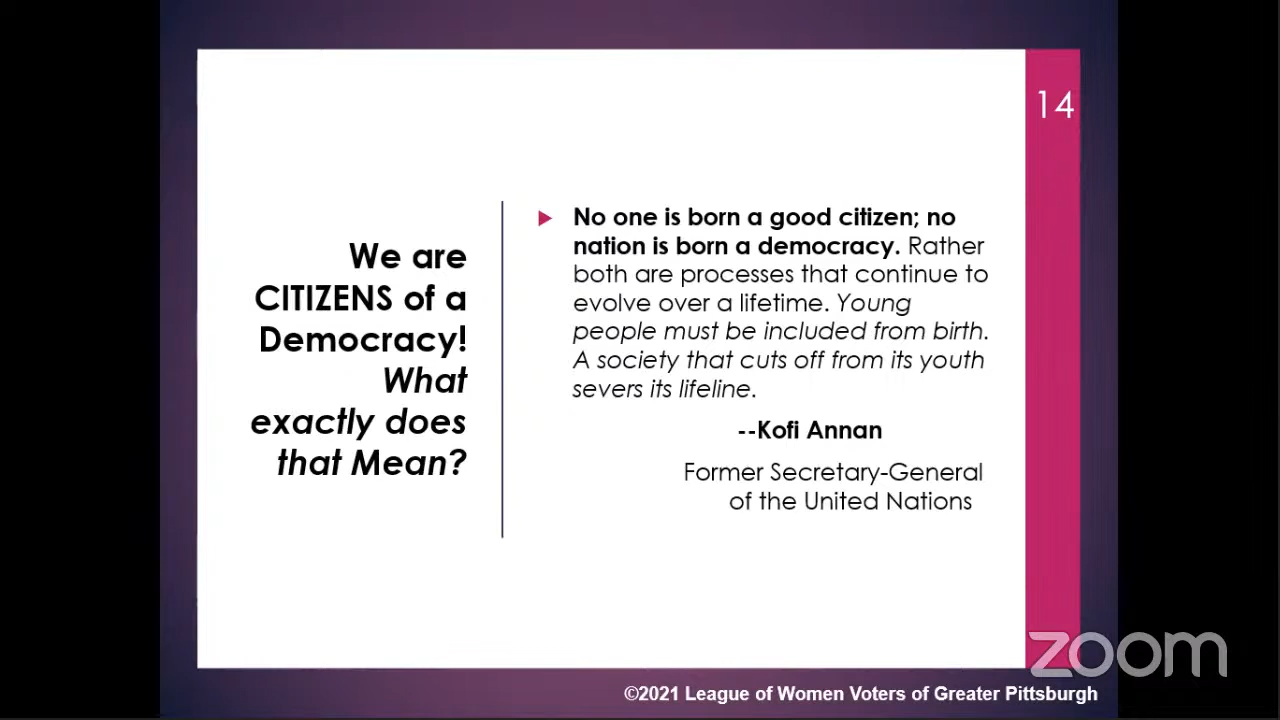 14
We are
CITIZENS of a
Democracy!
What
exactly does
that Mean?
No one is born a good citizen; no
nation is born a democracy. Rather
both are processes that continue to
evolve over a lifetime. Young
people must be included from birth.
A society that cuts off from its youth
severs its lifeline.
--Kofi Annan
Former Secretary-General
of the United Nations
zoom
©2021 League of Women Voters of Greater Pittsburgh